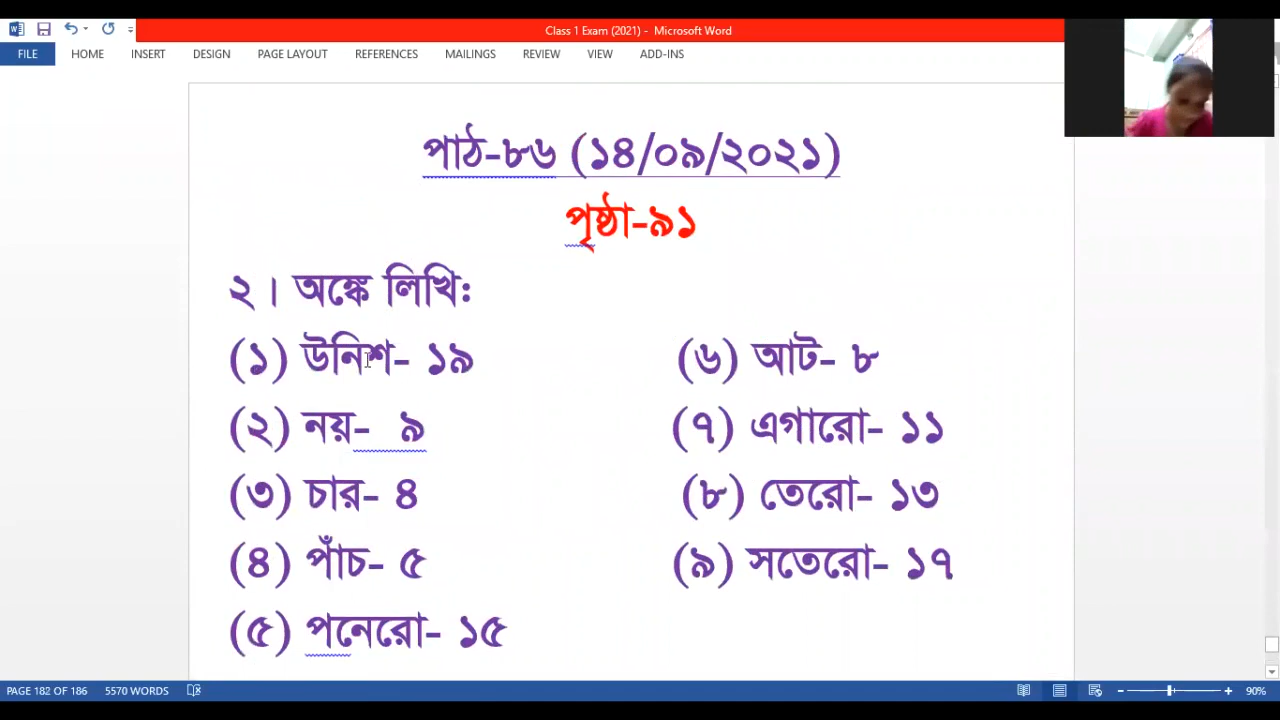 Class 1 Exam (2021) - Microsoft Word
FILE HOME INSERT DESIGN PAGE LAYOUT REFERENCES MAILINGS REVIEW VIEW ADD-INS
পাঠ-৮৬ (১৪/০৯/২০২১)
পৃষ্ঠা-৯১
২। অঙ্কে লিখি:
(১) উনিশ- ১৯ (৬) আট- ৮
(২) নয়- ৯ (৭) এগারো- ১১
(৩) চার- ৪ (৮) তেরো- ১৩
(৪) পাঁচ- ৫ (৯) সতেরো- ১৭
(৫) পনেরো- ১৫
PAGE 182 OF 186 5570 WORDS 90%